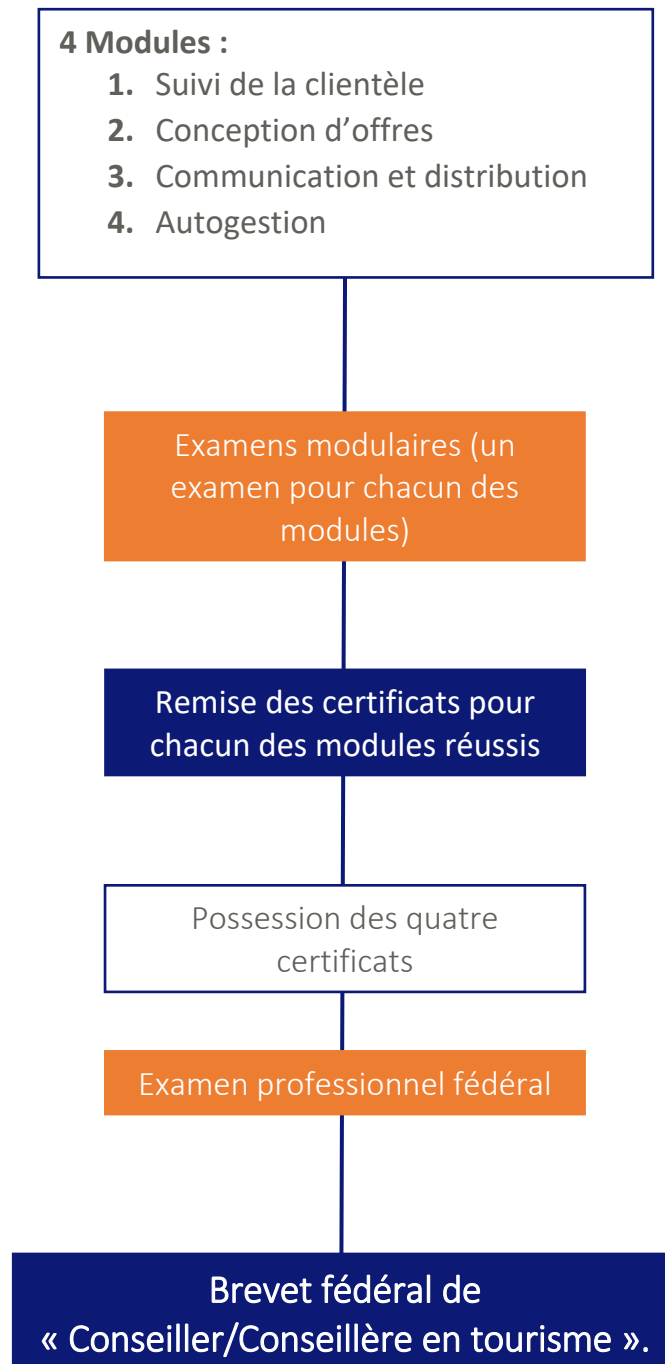 4 Modules :
1. Suivi de la clientèle
2. Conception d’offres
3. Communication et distribution
4. Autogestion
Examens modulaires (un
examen pour chacun des
modules)
Remise des certificats pour
chacun des modules réussis
Possession des quatre
certificats
Examen professionnel fédéral
Brevet fédéral de
« Conseiller/Conseillère en tourisme ».